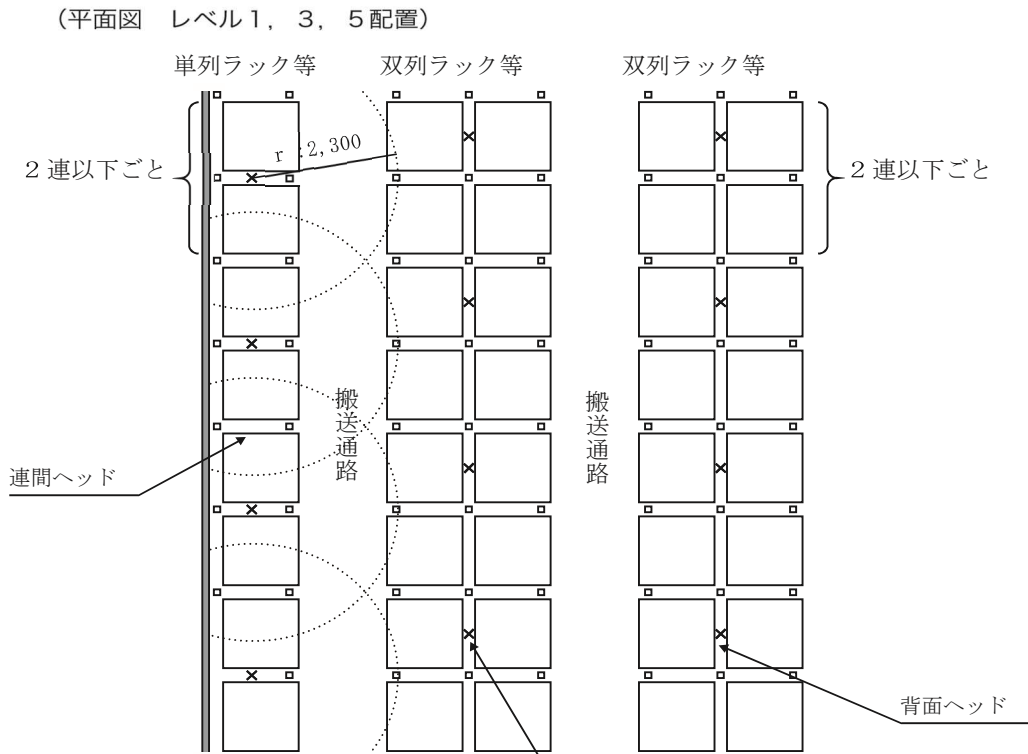 (平面図　レベル1，3，5配置)
単列ラック等
双列ラック等
双列ラック等
r :2,300
2連以下ごと
2連以下ごと
搬送通路
搬送通路
連間ヘッド
背面ヘッド